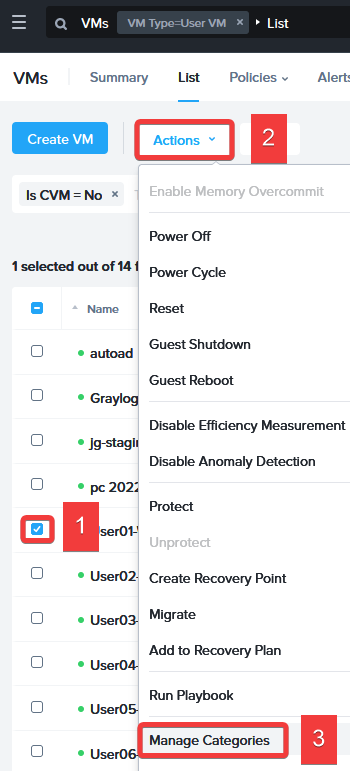 VMs VM Type=User VM × List
VMs Summary List Policies Alerts
Create VM Actions 2
Is CVM = No ×
Enable Memory Overcommit
Power Off
1 selected out of 14
Power Cycle
Name
Reset
autoad
Guest Shutdown
Graylog
Guest Reboot
jg-staging
Disable Efficiency Measurement
Disable Anomaly Detection
pc 2022
Protect
1
User01-
Unprotect
User02-
Create Recovery Point
User03-
Migrate
User04-
Add to Recovery Plan
User05-
Run Playbook
User06-
Manage Categories 3